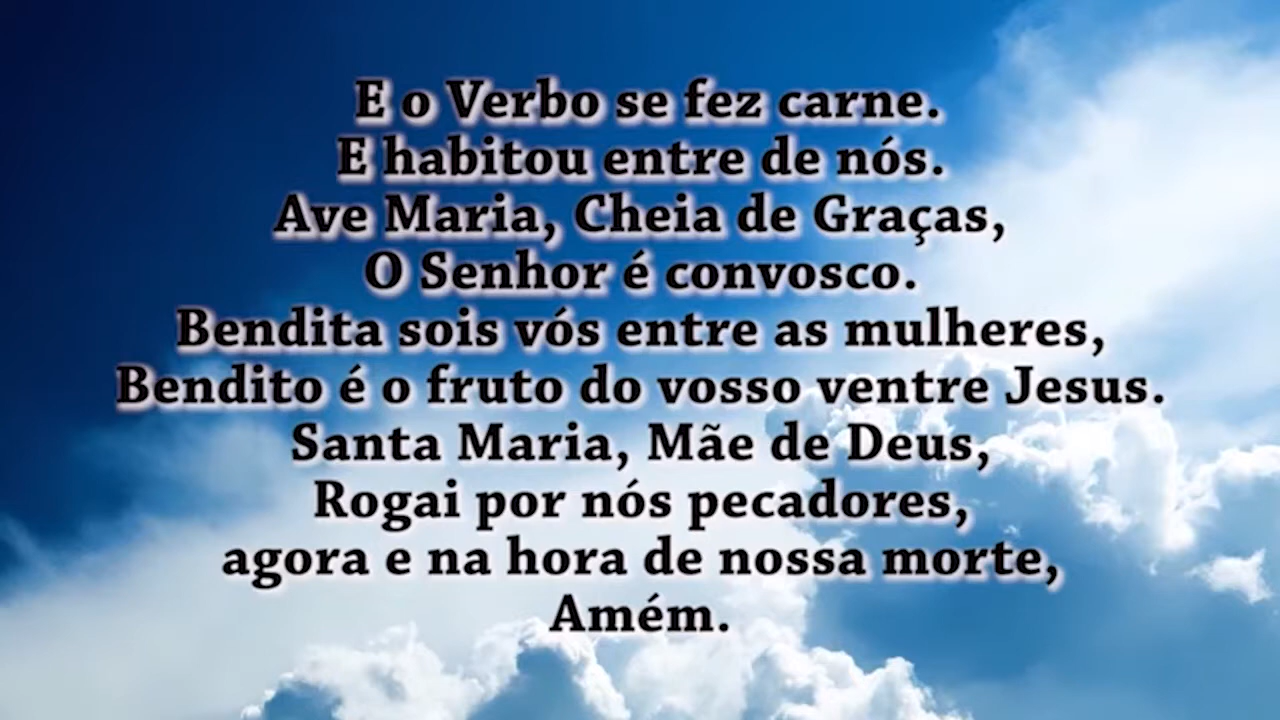 E o Verbo se fez carne.
E habitou entre de nós.
Ave Maria, Cheia de Graças,
O Senhor é convosco.
Bendita sois vós entre as mulheres,
Bendito é o fruto do vosso ventre Jesus.
Santa Maria, Mãe de Deus,
Rogai por nós pecadores,
agora e na hora de nossa morte,
Amém.